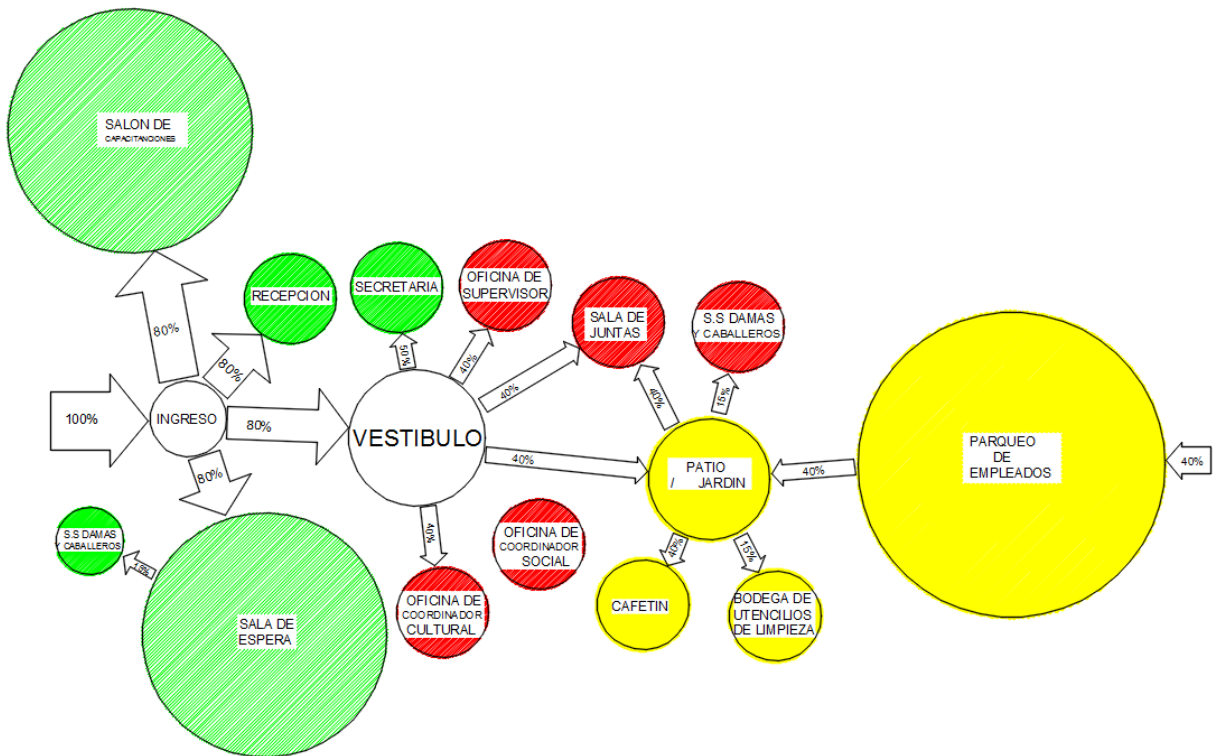 SALON DE
CAPACITANCIONES
RECEPCION
SECRETARIA
OFICINA DE
SUPERVISOR
SALA DE
JUNTAS
S.S DAMAS
Y CABALLEROS
80%
80%
50%
40%
40%
40%
15%
100%
INGRESO
80%
VESTIBULO
40%
PATIO
/ JARDIN
40%
PARQUEO
DE
EMPLEADOS
40%
80%
40%
40%
15%
S.S DAMAS
Y CABALLEROS
15%
OFICINA DE
COORDINADOR
SOCIAL
SALA DE
ESPERA
OFICINA DE
COORDINADOR
CULTURAL
CAFETIN
BODEGA DE
UTENCILIOS
DE LIMPIEZA